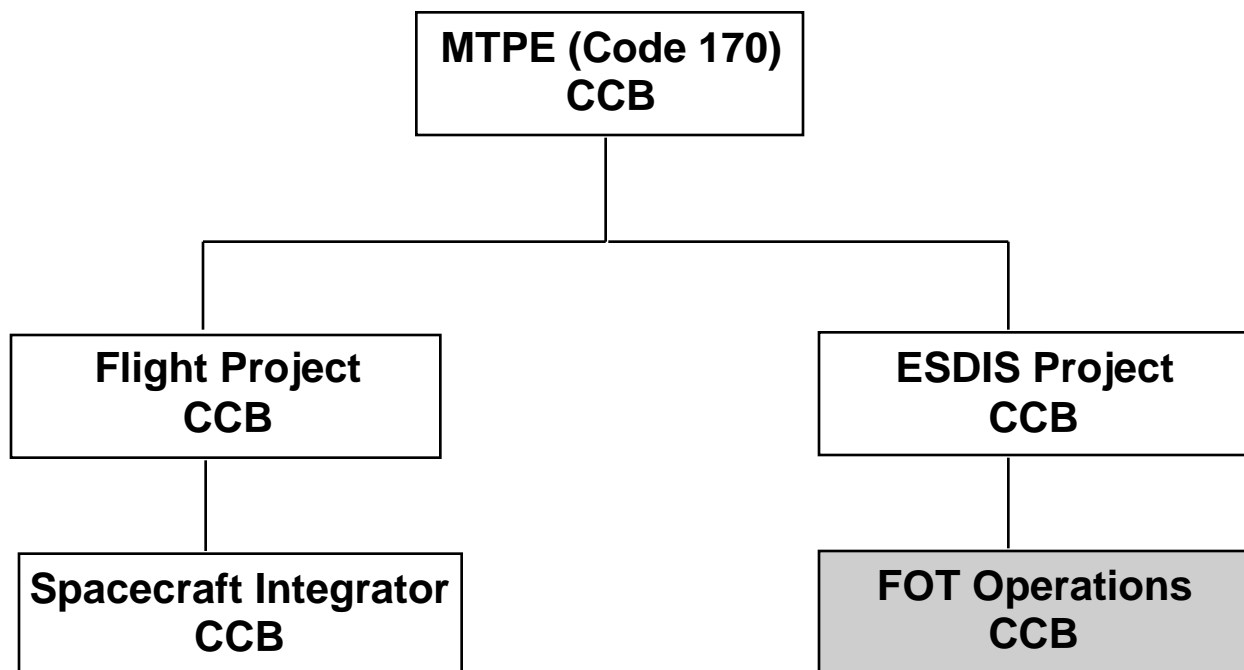 MTPE (Code 170)
CCB
Flight Project
CCB
ESDIS Project
CCB
Spacecraft Integrator
CCB
FOT Operations
CCB